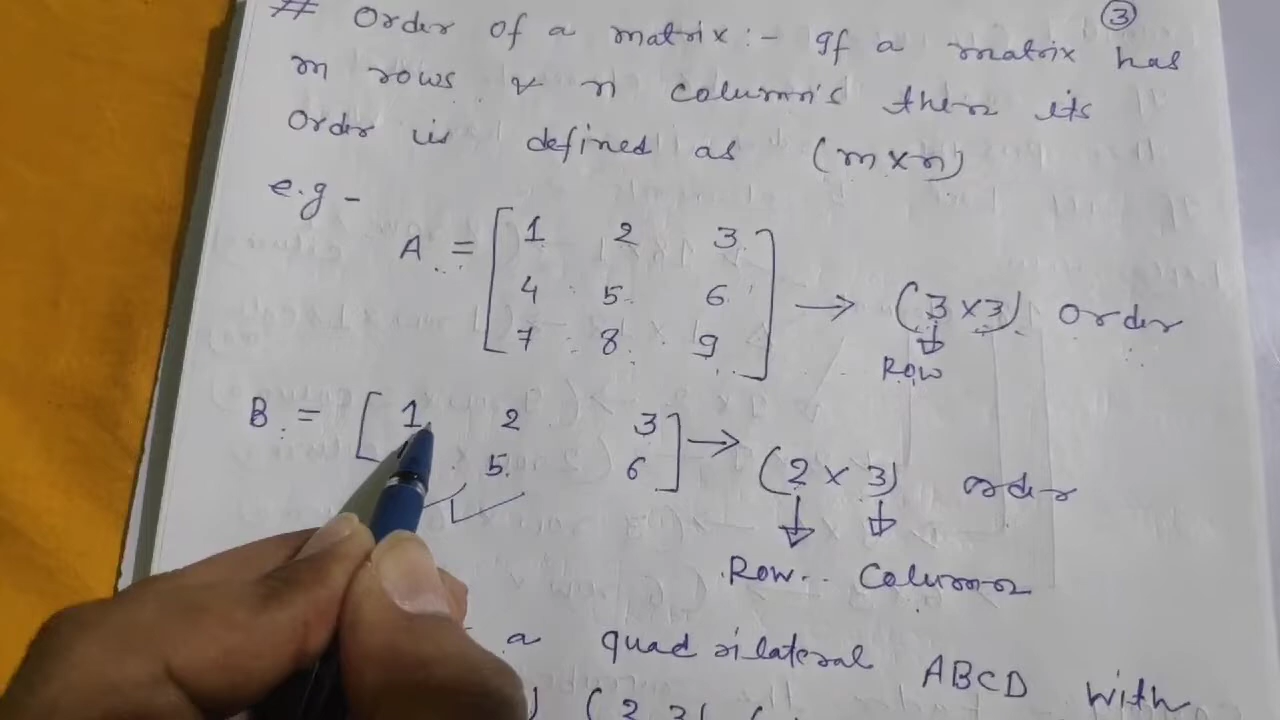 # Order of a matrix :- If a matrix has ③
m rows & n columns then its
order is defined as (m×n)
e.g -
A = [ 1 2 3
4 5 6
7 8 9 ] → (3×3) order
Row
B = [ 1 2 3
5 6 ] → (2 × 3) order
Row Column
a quadrilateral ABCD with
(2,3) (